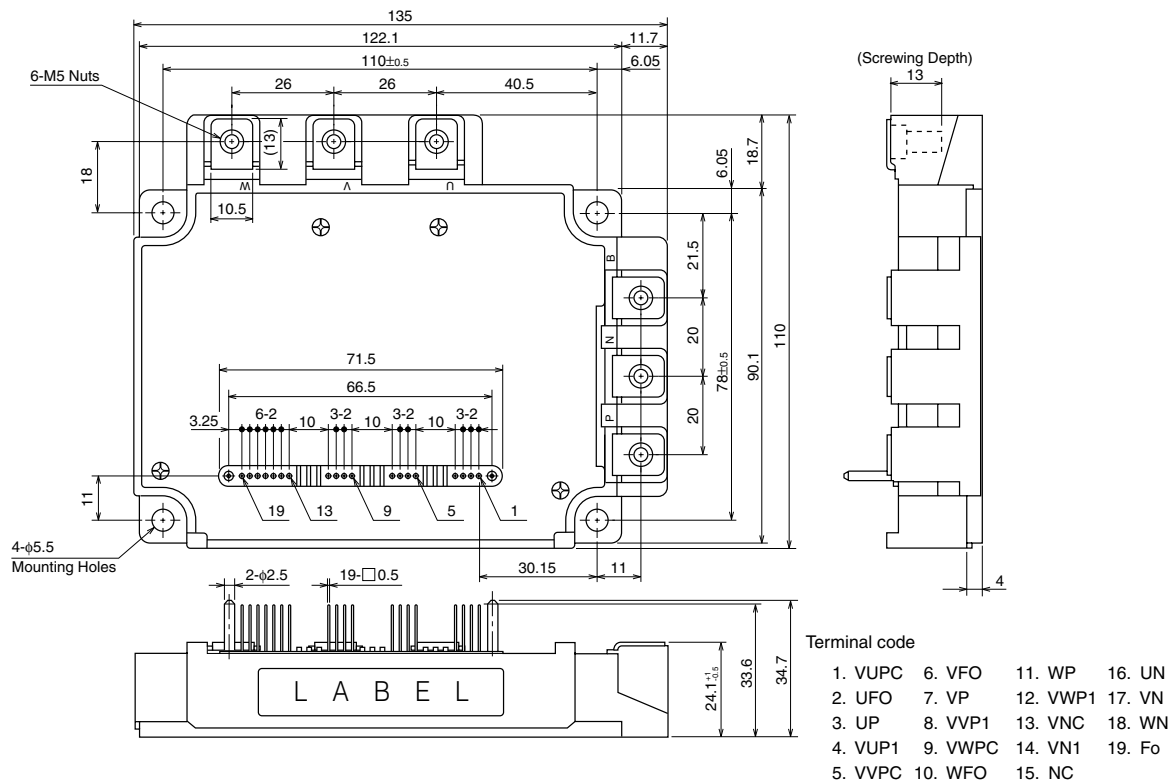 135
122.1
11.7
110±0.5
6.05
6-M5 Nuts
26
26
40.5
(Screwing Depth)
13
(13)
18
10.5
W
V
U
18.7
6.05
B
21.5
N
20
P
20
78±0.5
90.1
110
71.5
66.5
3.25
6-2
10
3-2
10
3-2
10
3-2
11
19
13
9
5
1
4-φ5.5
Mounting Holes
30.15
11
4
2-φ2.5
19-□0.5
LABEL
24.1 +1 -0.5
33.6
34.7
Terminal code
1. VUPC 6. VFO 11. WP 16. UN
2. UFO 7. VP 12. VWP1 17. VN
3. UP 8. VVP1 13. VNC 18. WN
4. VUP1 9. VWPC 14. VN1 19. Fo
5. VVPC 10. WFO 15. NC